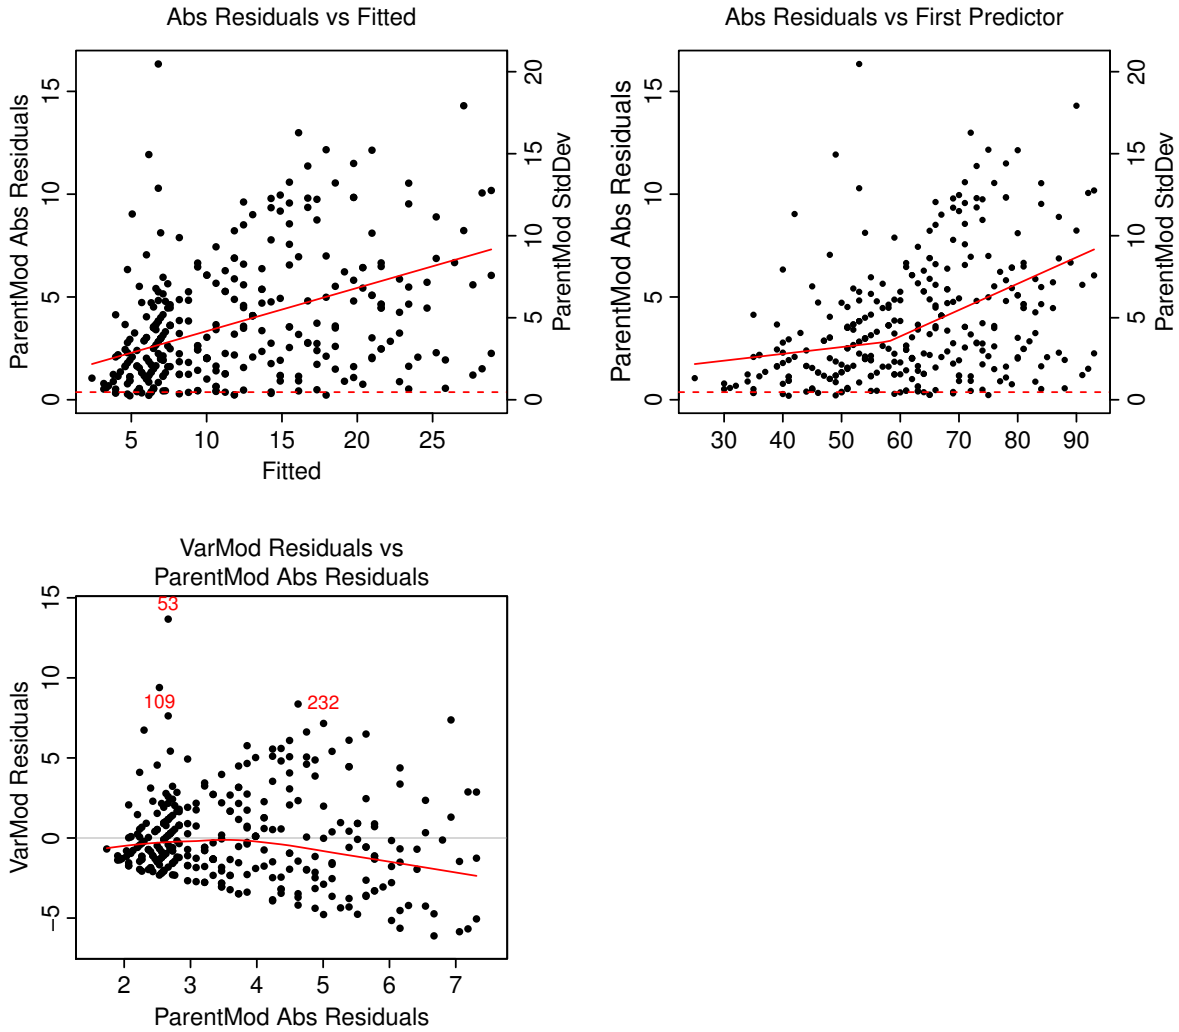 Abs Residuals vs Fitted
ParentMod Abs Residuals
0 5 10 15
0 5 10 15 20
ParentMod StdDev
5 10 15 20 25
Fitted
Abs Residuals vs First Predictor
ParentMod Abs Residuals
0 5 10 15
0 5 10 15 20
ParentMod StdDev
30 40 50 60 70 80 90
VarMod Residuals vs
ParentMod Abs Residuals
VarMod Residuals
−5 0 5 10 15
53
109
232
2 3 4 5 6 7
ParentMod Abs Residuals